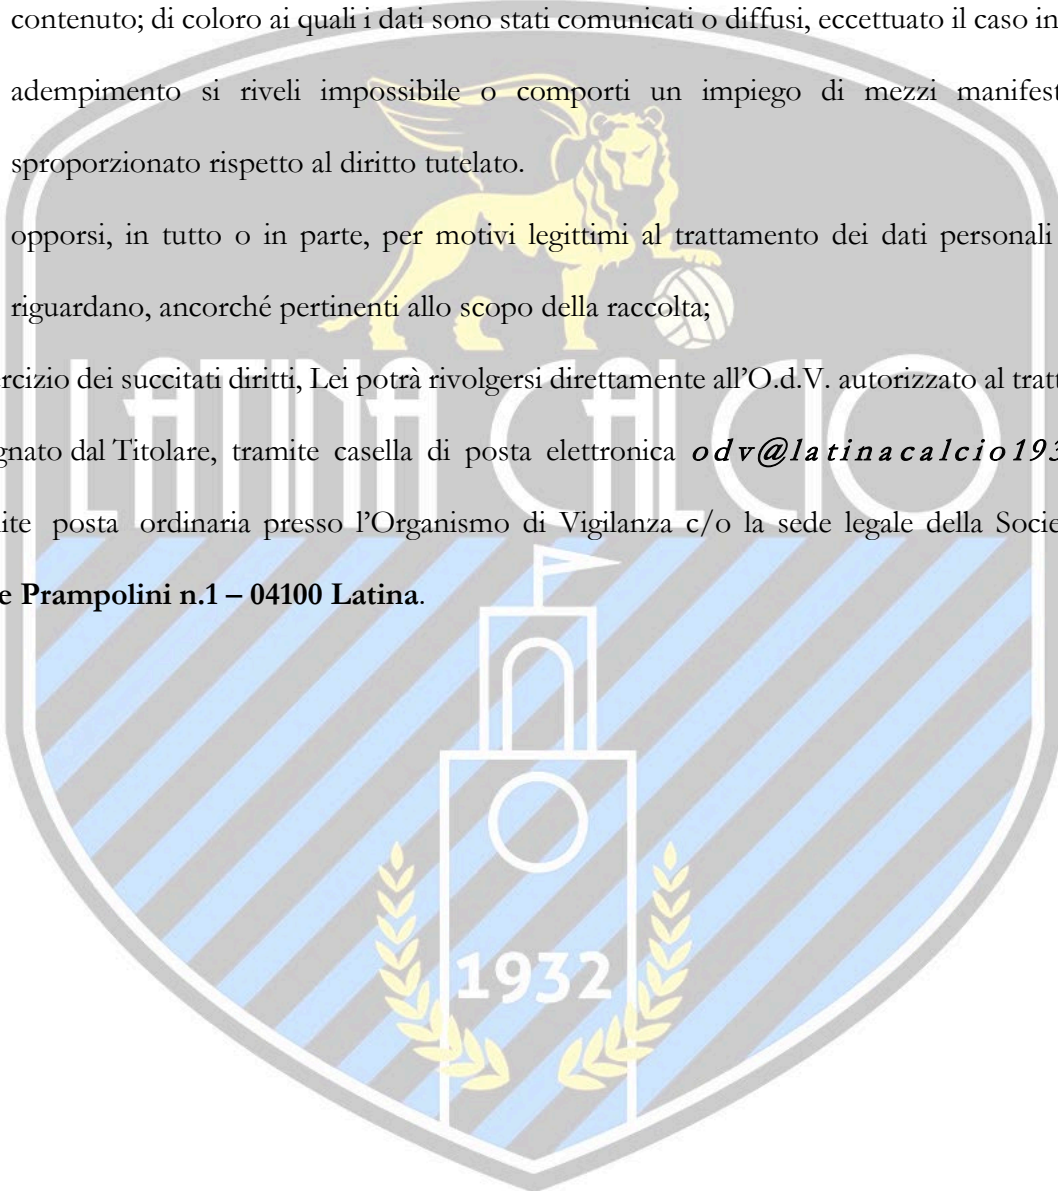 contenuto; di coloro ai quali i dati sono stati comunicati o diffusi, eccettuato il caso in
adempimento si riveli impossibile o comporti un impiego di mezzi manifest
sproporzionato rispetto al diritto tutelato.
opporsi, in tutto o in parte, per motivi legittimi al trattamento dei dati personali
riguardano, ancorché pertinenti allo scopo della raccolta;
rcizio dei succitati diritti, Lei potrà rivolgersi direttamente all'O.d.V. autorizzato al tratt
LATINA CALCIO
gnato dal Titolare, tramite casella di posta elettronica odv@latinacalcio193
ite posta ordinaria presso l'Organismo di Vigilanza c/o la sede legale della Socie
e Prampolini n.1 – 04100 Latina.
1932